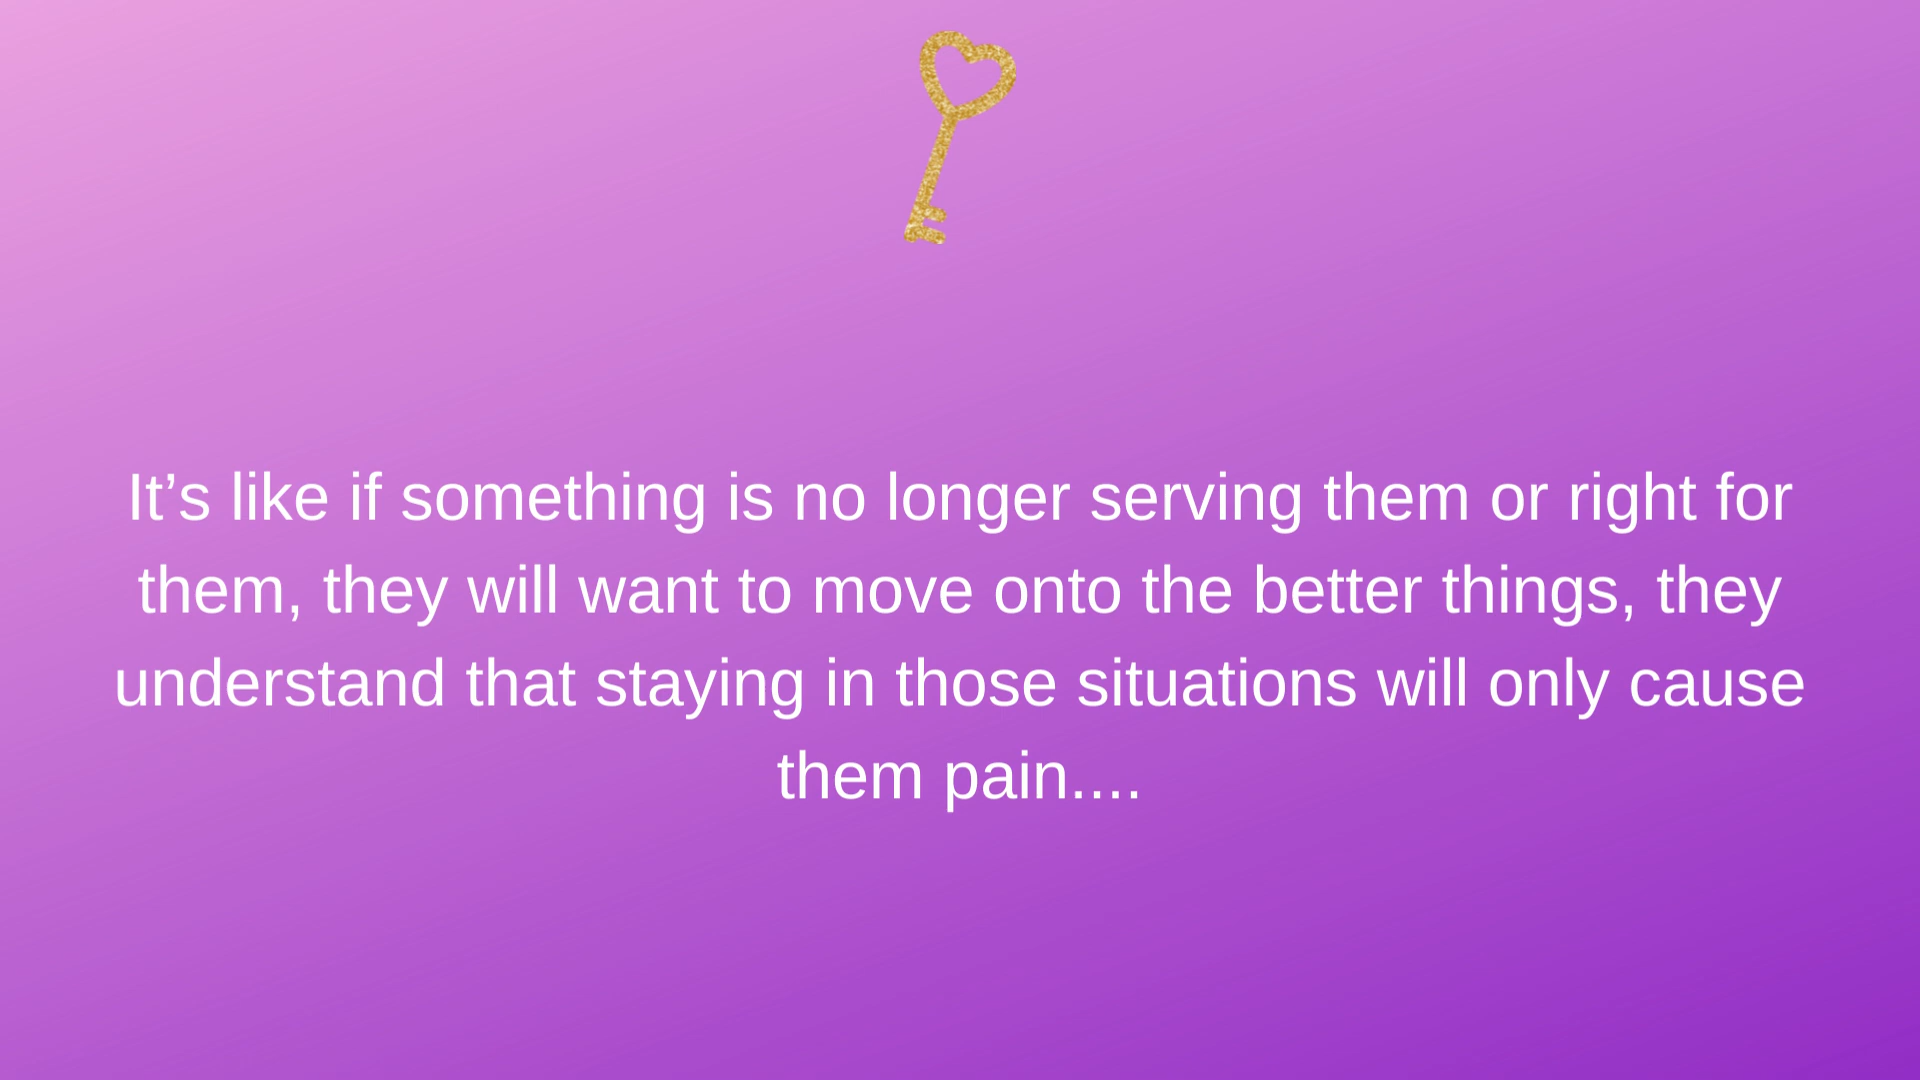 It’s like if something is no longer serving them or right for
them, they will want to move onto the better things, they
understand that staying in those situations will only cause
them pain....